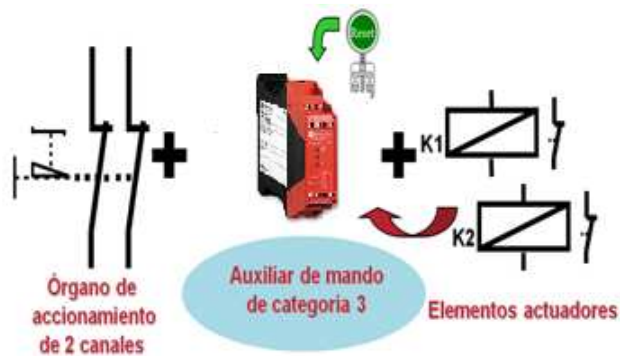 Reset
K1
K2
Órgano de
accionamiento
de 2 canales
Auxiliar de mando
de categoria 3
Elementos actuadores